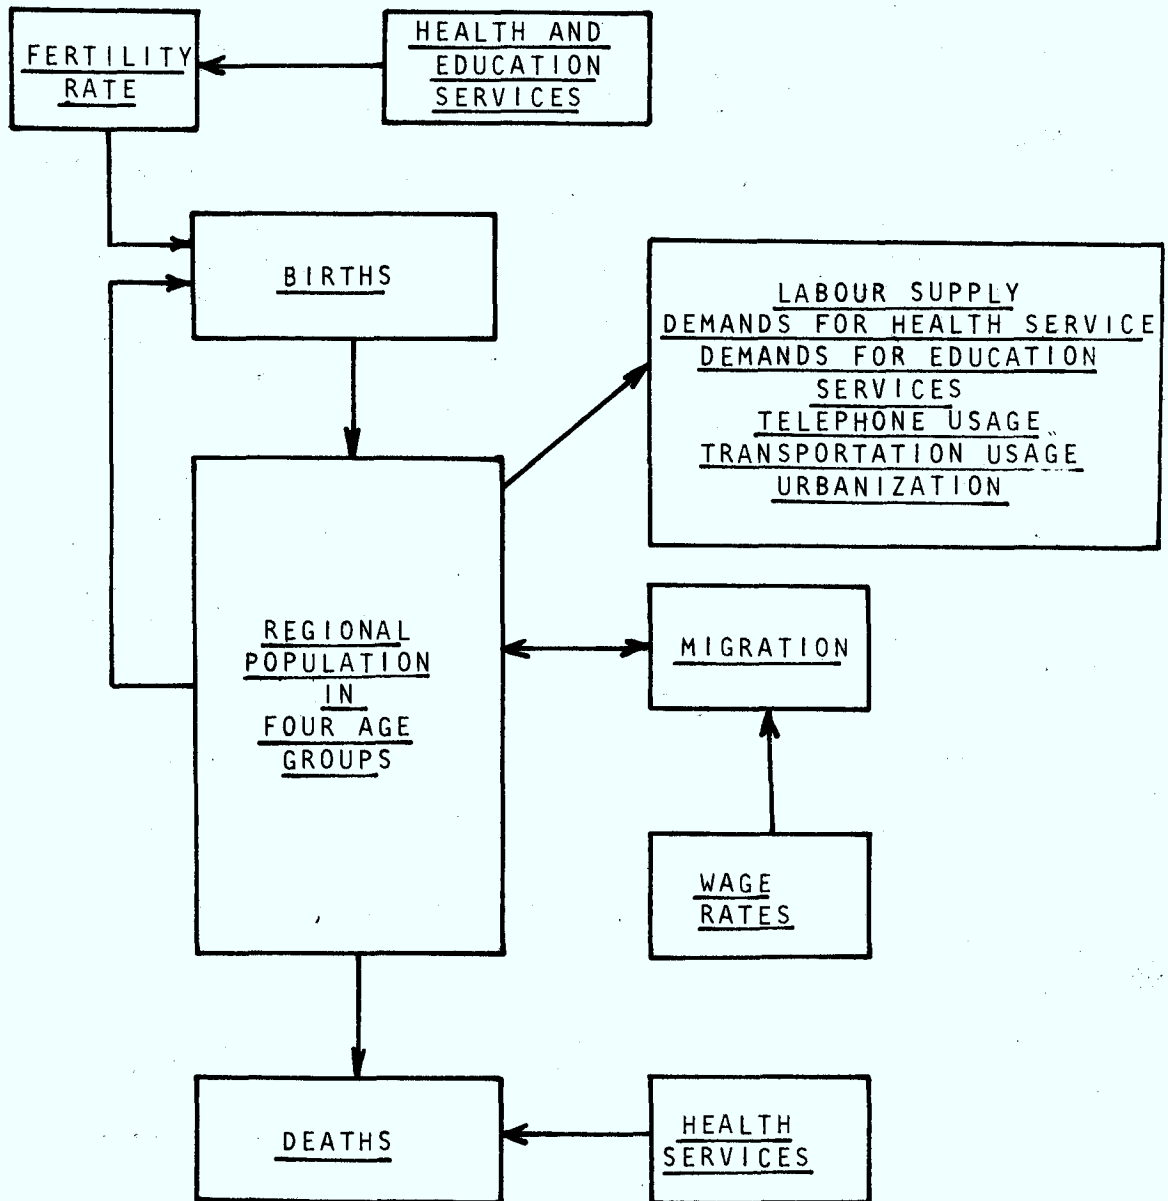 FERTILITY
RATE
HEALTH AND
EDUCATION
SERVICES
BIRTHS
LABOUR SUPPLY
DEMANDS FOR HEALTH SERVICE
DEMANDS FOR EDUCATION
SERVICES
TELEPHONE USAGE
TRANSPORTATION USAGE
URBANIZATION
REGIONAL
POPULATION
IN
FOUR AGE
GROUPS
MIGRATION
WAGE
RATES
DEATHS
HEALTH
SERVICES